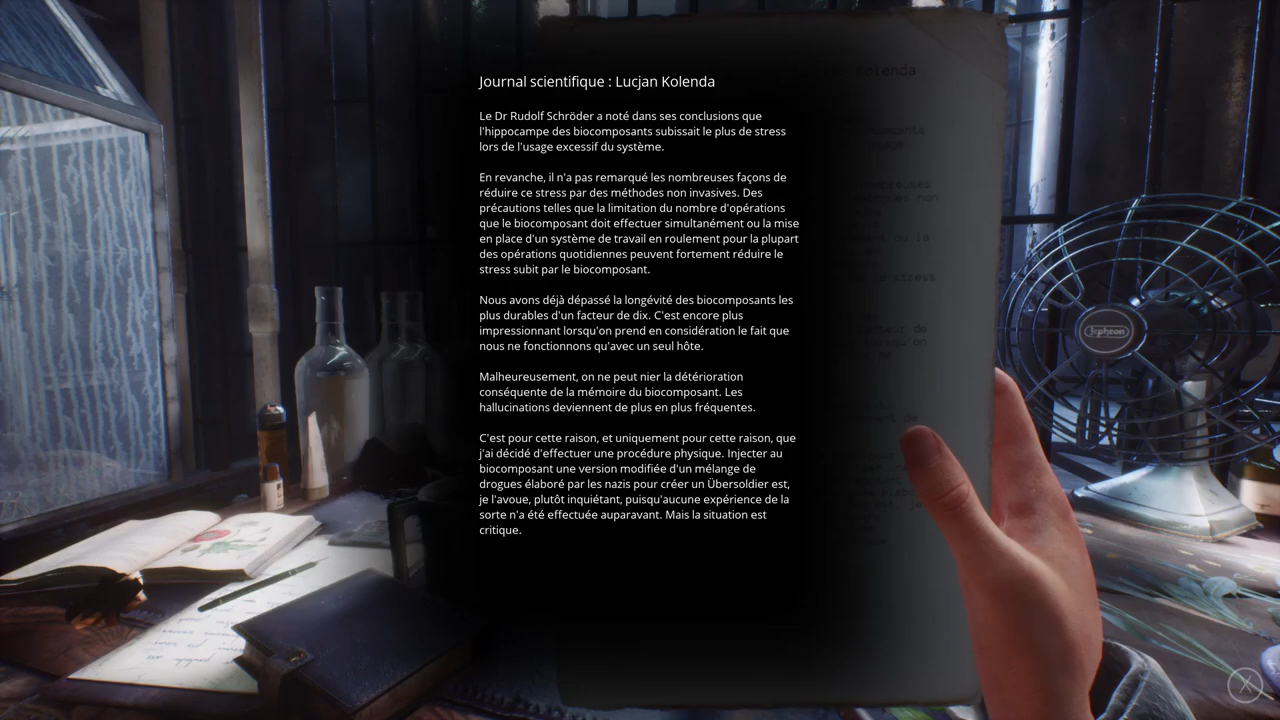 Journal scientifique : Lucjan Kolenda
Le Dr Rudolf Schröder a noté dans ses conclusions que
l'hippocampe des biocomposants subissait le plus de stress
lors de l'usage excessif du système.
En revanche, il n'a pas remarqué les nombreuses façons de
réduire ce stress par des méthodes non invasives. Des
précautions telles que la limitation du nombre d'opérations
que le biocomposant doit effectuer simultanément ou la mise
en place d'un système de travail en roulement pour la plupart
des opérations quotidiennes peuvent fortement réduire le
stress subit par le biocomposant.
Nous avons déjà dépassé la longévité des biocomposants les
plus durables d'un facteur de dix. C'est encore plus
impressionnant lorsqu'on prend en considération le fait que
nous ne fonctionnons qu'avec un seul hôte.
Malheureusement, on ne peut nier la détérioration
conséquente de la mémoire du biocomposant. Les
hallucinations deviennent de plus en plus fréquentes.
C'est pour cette raison, et uniquement pour cette raison, que
j'ai décidé d'effectuer une procédure physique. Injecter au
biocomposant une version modifiée d'un mélange de
drogues élaboré par les nazis pour créer un Übersoldier est,
je l'avoue, plutôt inquiétant, puisqu'aucune expérience de la
sorte n'a été effectuée auparavant. Mais la situation est
critique.
Kolenda
stress
X